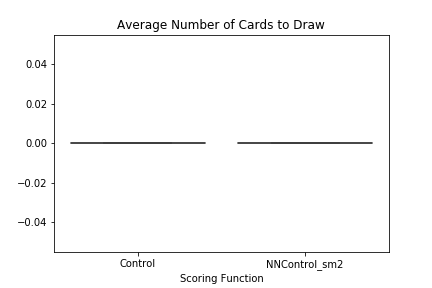 Average Number of Cards to Draw
0.04
0.02
0.00
−0.02
−0.04
Control
NNControl_sm2
Scoring Function